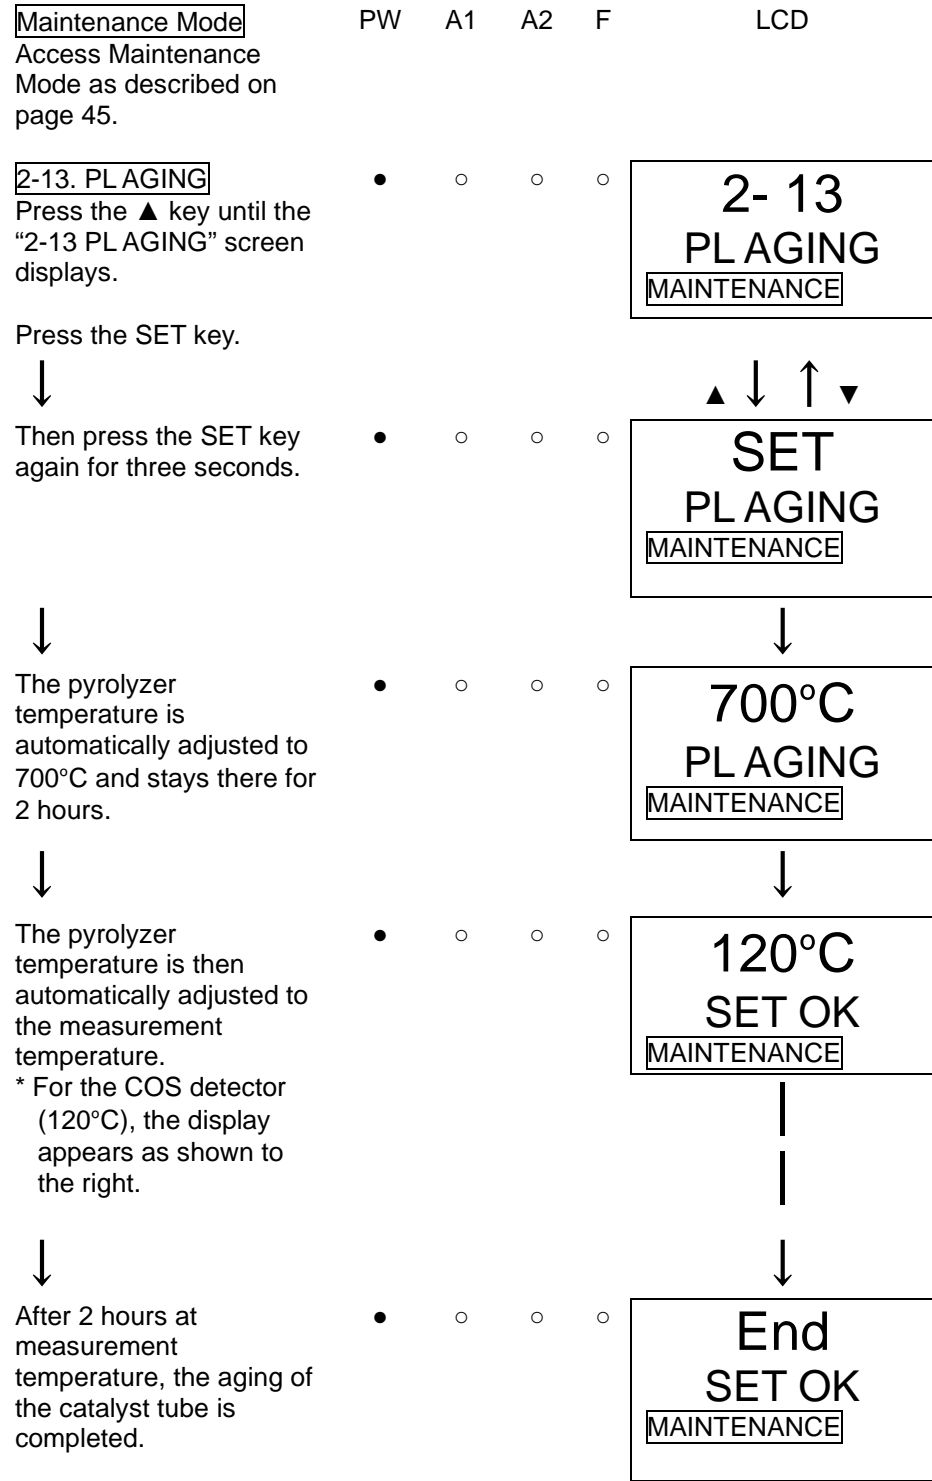 Maintenance Mode PW A1 A2 F LCD
Access Maintenance
Mode as described on
page 45.
2-13. PL AGING ● ○ ○ ○
Press the ▲ key until the
“2-13 PL AGING” screen
displays.
Press the SET key.
2- 13
PL AGING
MAINTENANCE
↓
▲ ↓ ↑ ▼
Then press the SET key ● ○ ○ ○
again for three seconds.
SET
PL AGING
MAINTENANCE
↓ ↓
The pyrolyzer ● ○ ○ ○
temperature is
automatically adjusted to
700°C and stays there for
2 hours.
700°C
PL AGING
MAINTENANCE
↓ ↓
The pyrolyzer ● ○ ○ ○
temperature is then
automatically adjusted to
the measurement
temperature.
* For the COS detector
(120°C), the display
appears as shown to
the right.
120°C
SET OK
MAINTENANCE
↓ ↓
After 2 hours at ● ○ ○ ○
measurement
temperature, the aging of
the catalyst tube is
completed.
End
SET OK
MAINTENANCE